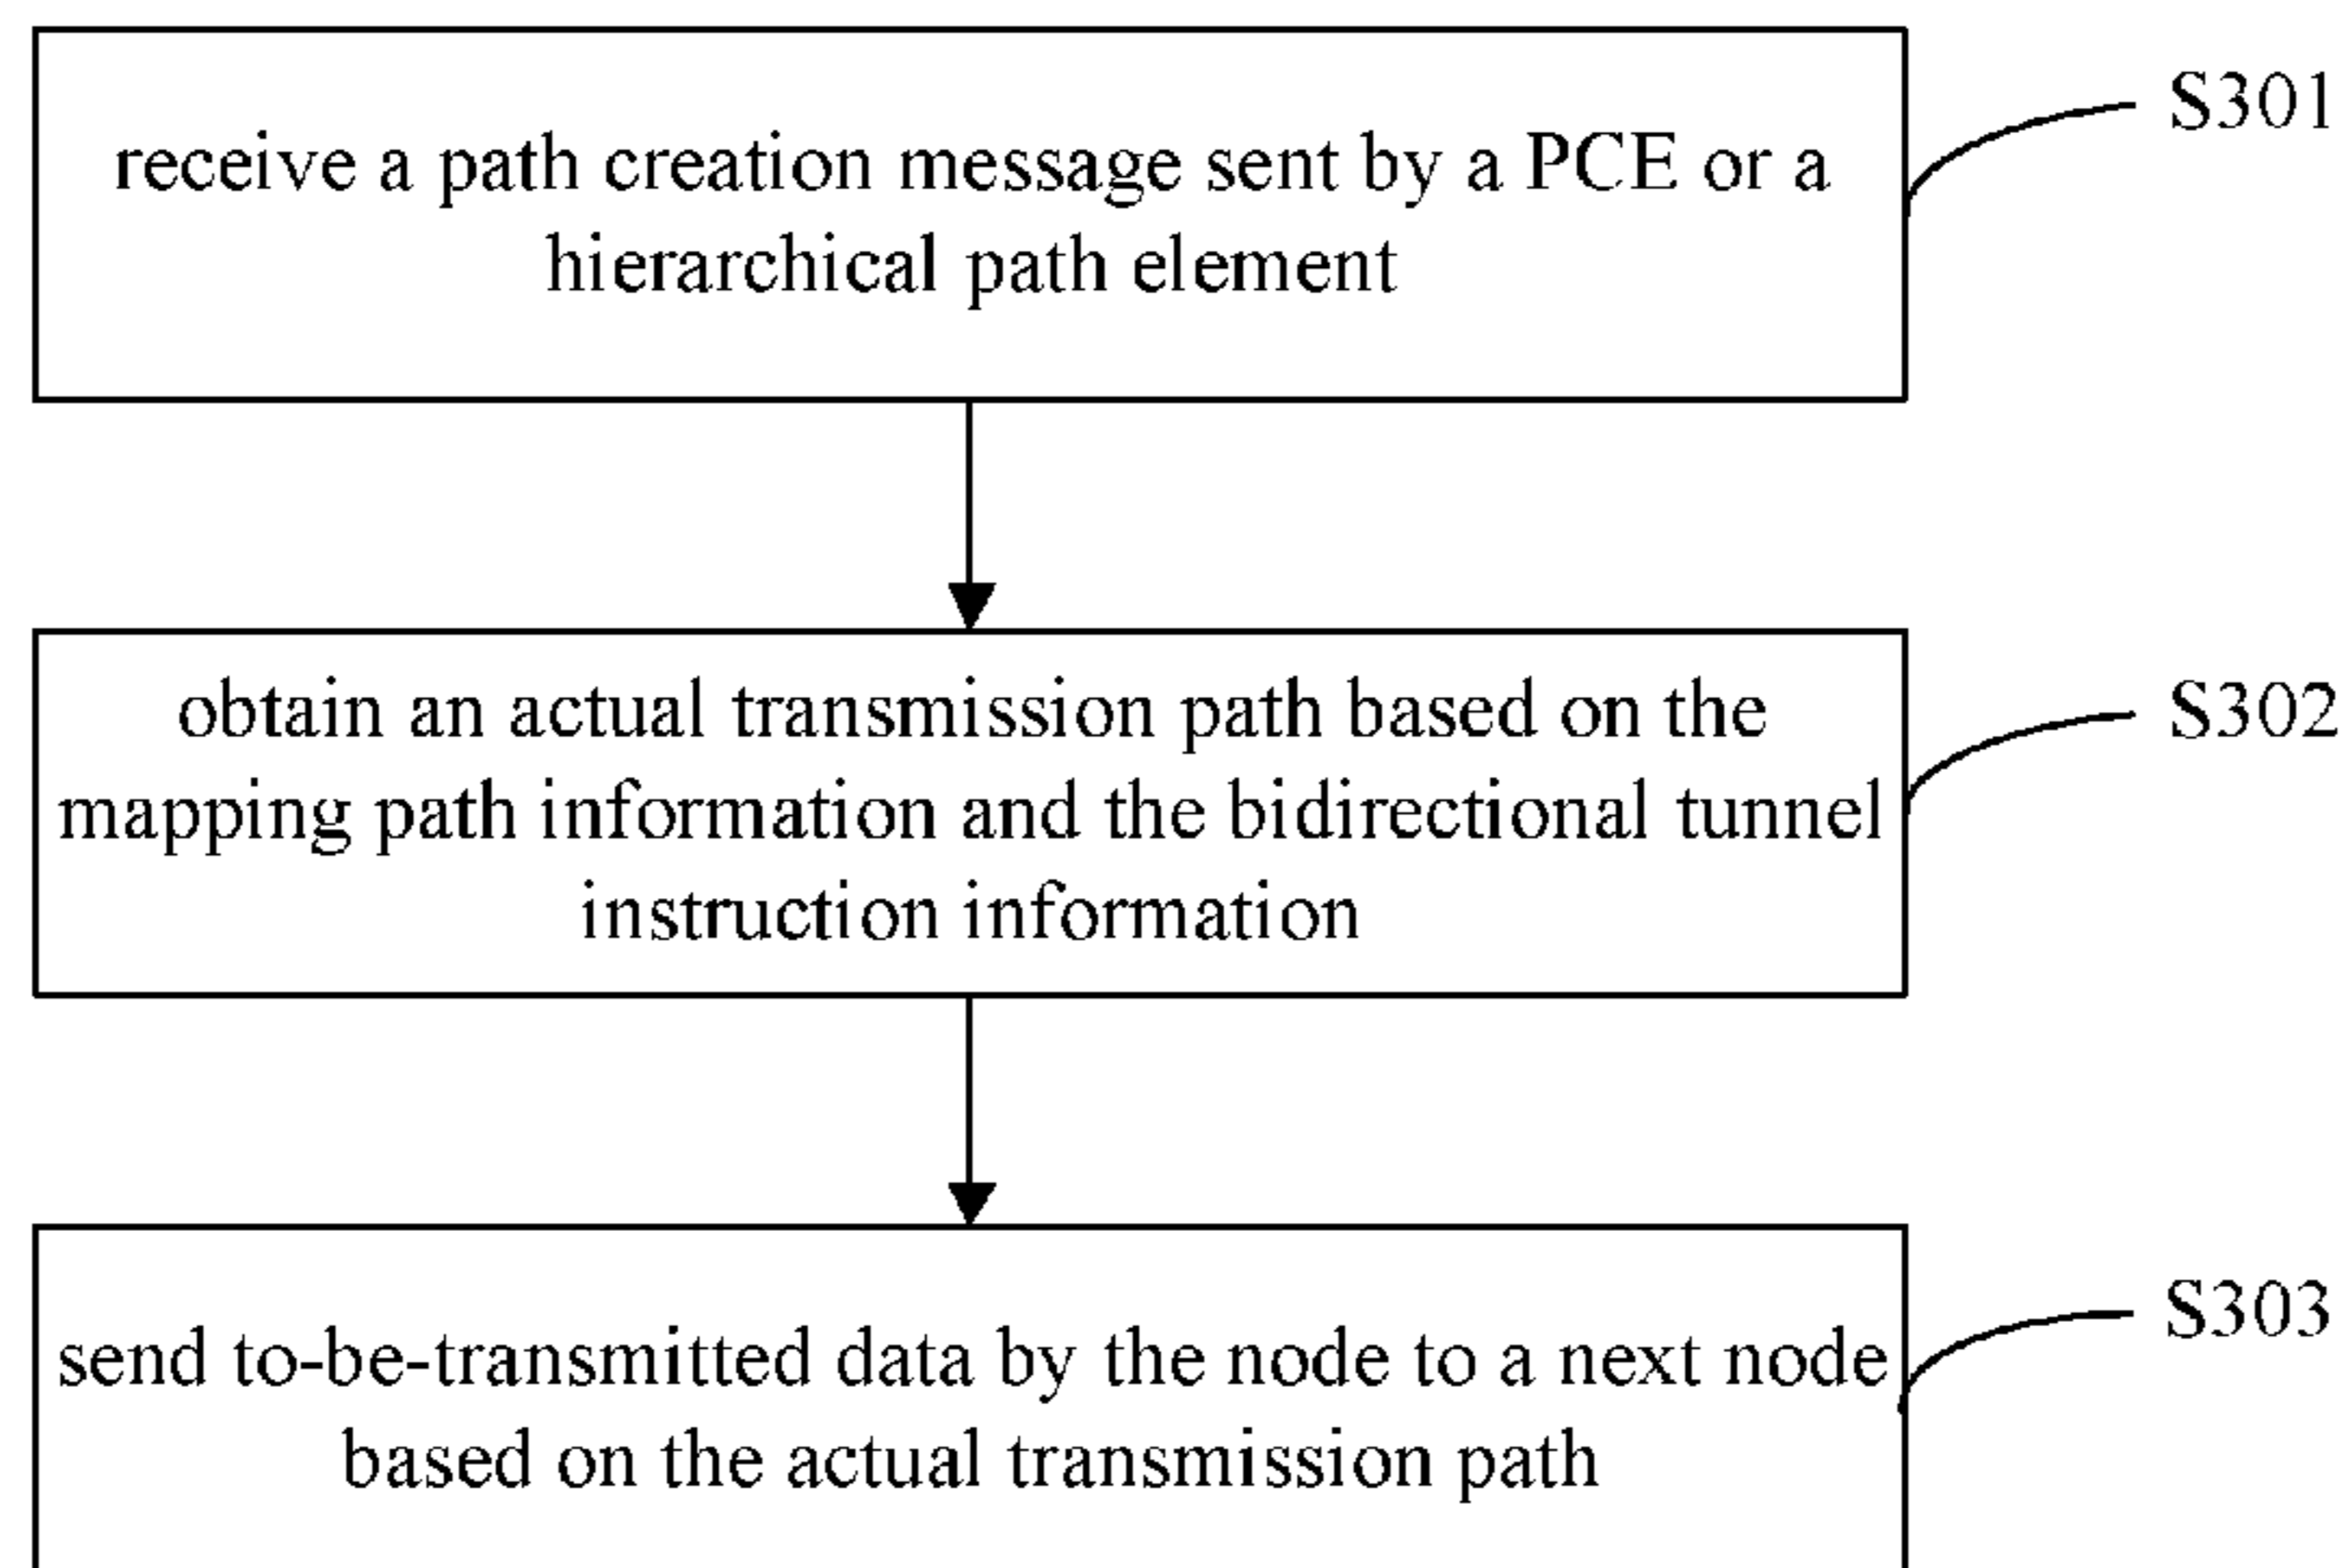 receive a path creation message sent by a PCE or a
hierarchical path element
S301
obtain an actual transmission path based on the
mapping path information and the bidirectional tunnel
instruction information
S302
send to-be-transmitted data by the node to a next node
based on the actual transmission path
S303